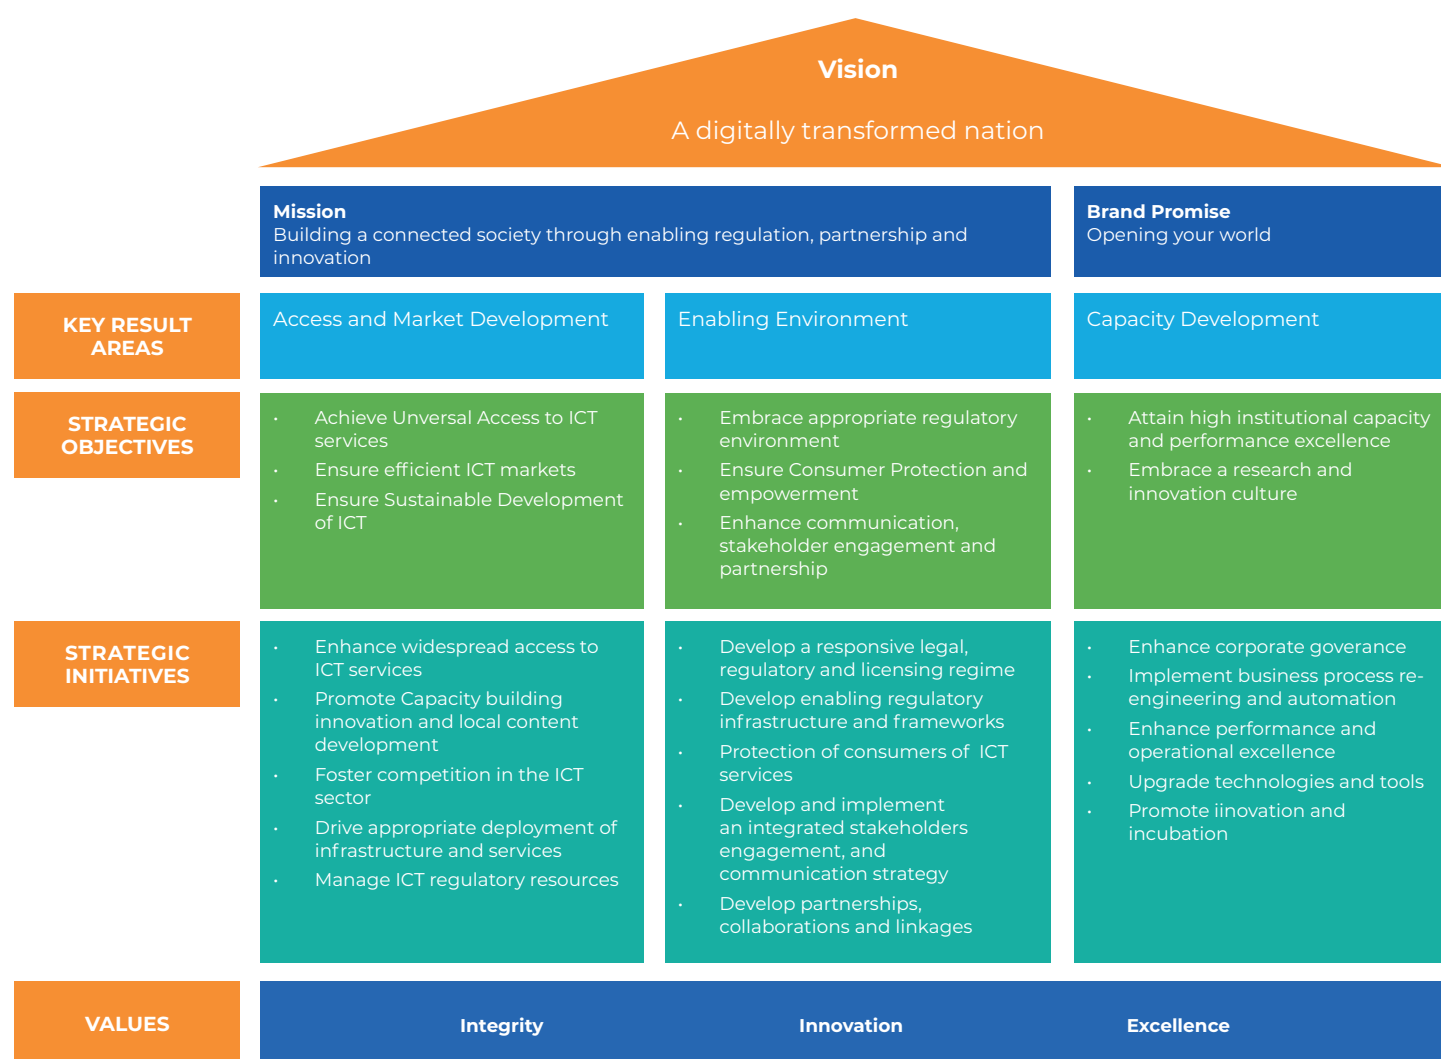 Vision
A digitally transformed nation
Mission
Building a connected society through enabling regulation, partnership and
innovation
Brand Promise
Opening your world
KEY RESULT
AREAS
Access and Market Development
Enabling Environment
Capacity Development
STRATEGIC
OBJECTIVES
• Achieve Unversal Access to ICT
services
• Ensure efficient ICT markets
• Ensure Sustainable Development
of ICT
• Embrace appropriate regulatory
environment
• Ensure Consumer Protection and
empowerment
• Enhance communication,
stakeholder engagement and
partnership
• Attain high institutional capacity
and performance excellence
• Embrace a research and
innovation culture
STRATEGIC
INITIATIVES
• Enhance widespread access to
ICT services
• Promote Capacity building
innovation and local content
development
• Foster competition in the ICT
sector
• Drive appropriate deployment of
infrastructure and services
• Manage ICT regulatory resources
• Develop a responsive legal,
regulatory and licensing regime
• Develop enabling regulatory
infrastructure and frameworks
• Protection of consumers of ICT
services
• Develop and implement
an integrated stakeholders
engagement, and
communication strategy
• Develop partnerships,
collaborations and linkages
• Enhance corporate goverance
• Implement business process re-
engineering and automation
• Enhance performance and
operational excellence
• Upgrade technologies and tools
• Promote iinovation and
incubation
VALUES
Integrity
Innovation
Excellence